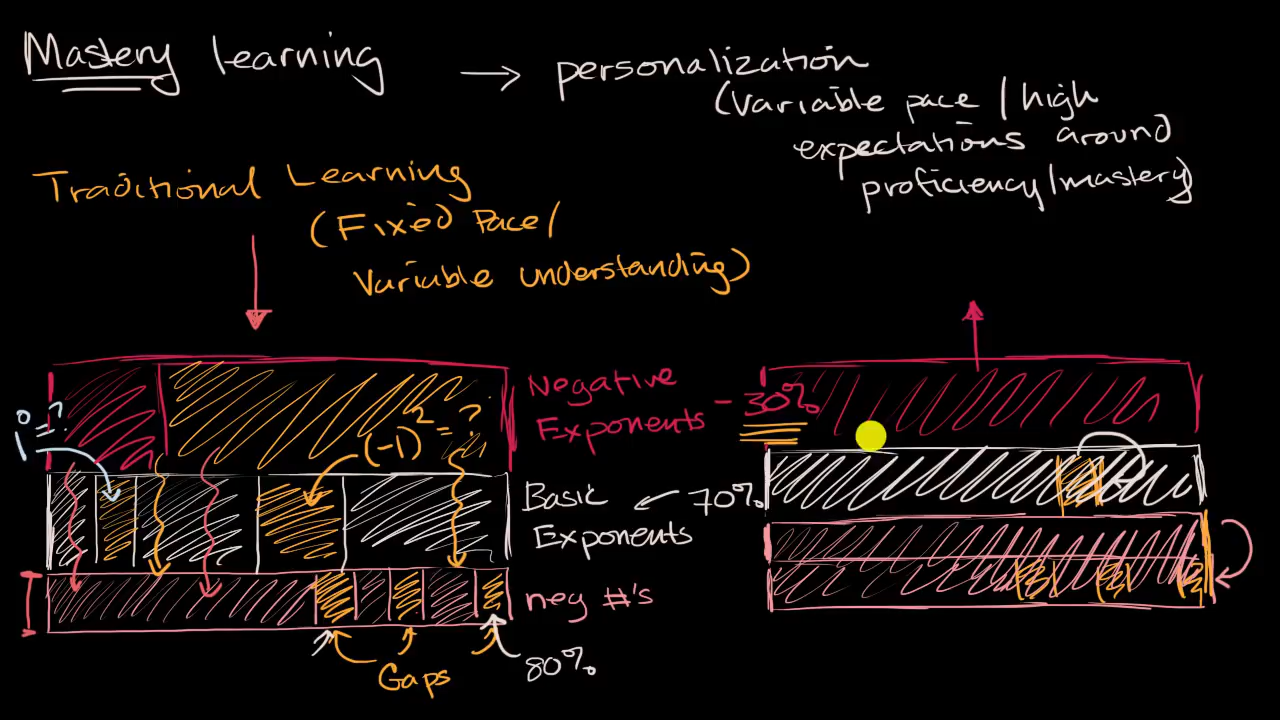 Mastery learning → personalization
(variable pace / high
expectations around
proficiency/mastery)
Traditional Learning
(Fixed Pace/
Variable understanding)
Negative
Exponents - 30%
1⁰=?
(-1)²=?
Basic ← 70%
Exponents
neg #'s
80%
Gaps